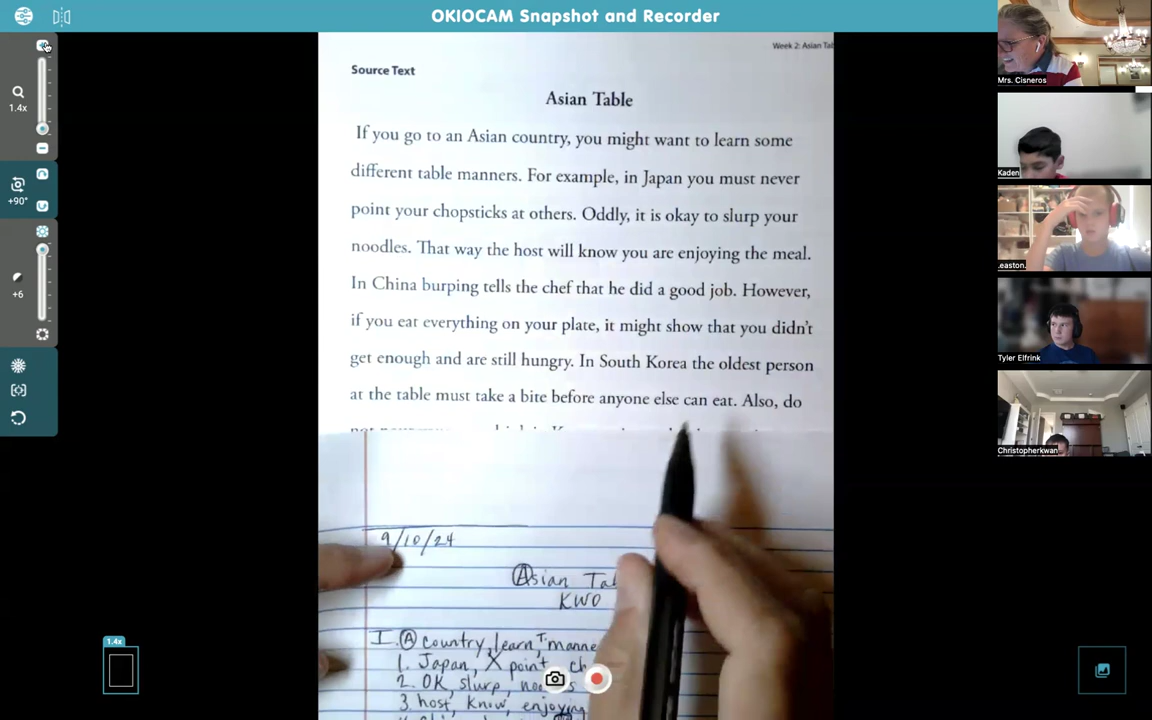 OKIOCAM Snapshot and Recorder
1.4x
+90°
+6
Week 2: Asian Tab
Source Text
Asian Table
If you go to an Asian country, you might want to learn some
different table manners. For example, in Japan you must never
point your chopsticks at others. Oddly, it is okay to slurp your
noodles. That way the host will know you are enjoying the meal.
In China burping tells the chef that he did a good job. However,
if you eat everything on your plate, it might show that you didn't
get enough and are still hungry. In South Korea the oldest person
at the table must take a bite before anyone else can eat. Also, do
9/10/24
Asian Ta
KWO
I. A country, learn, T. manne
1. Japan, X point, ch
2. OK, slurp, noo s
3. host, know, enjoying
1.4x
Mrs. Cisneros
Kaden
.easton.
Tyler Elfrink
Christopherkwan